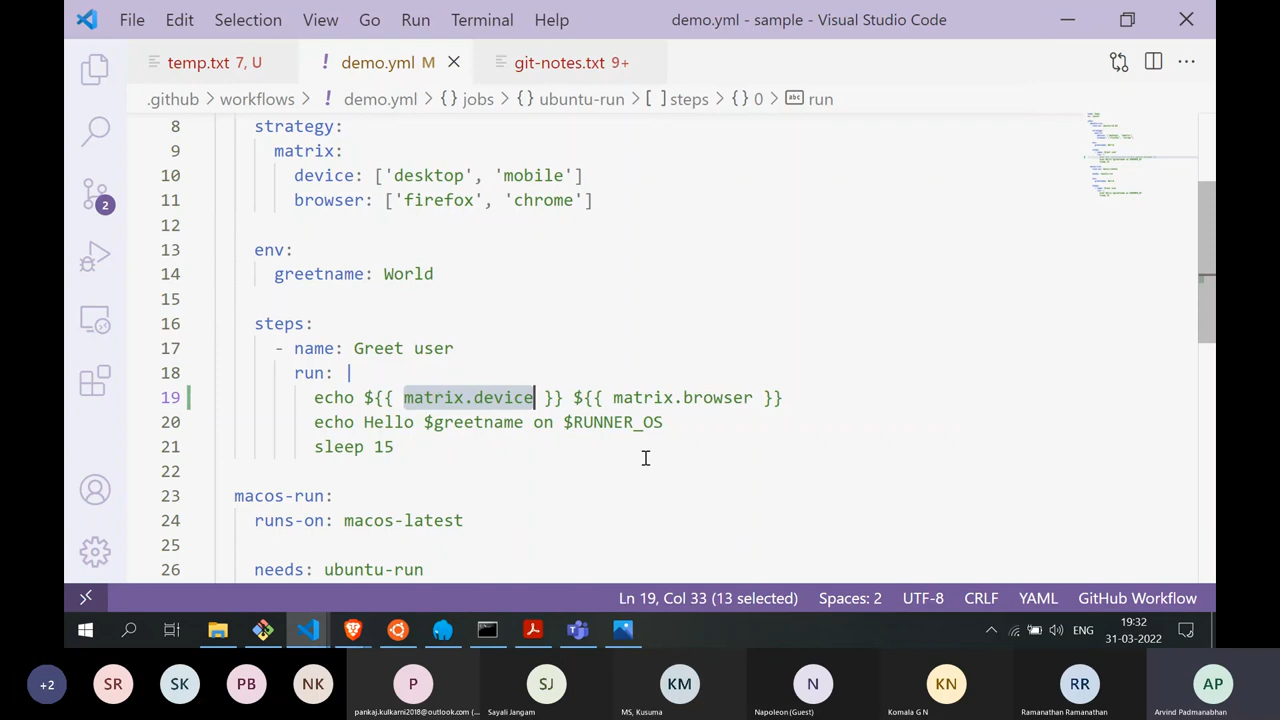 File Edit Selection View Go Run Terminal Help demo.yml - sample - Visual Studio Code
temp.txt 7, U ! demo.yml M git-notes.txt 9+
.github > workflows > ! demo.yml > {} jobs > {} ubuntu-run > [ ] steps > {} 0 > abc run
8 strategy:
9 matrix:
10 device: ['desktop', 'mobile']
11 browser: ['firefox', 'chrome']
12
13 env:
14 greetname: World
15
16 steps:
17 - name: Greet user
18 run: |
19 echo ${{ matrix.device }} ${{ matrix.browser }}
20 echo Hello $greetname on $RUNNER_OS
21 sleep 15
22
23 macos-run:
24 runs-on: macos-latest
25
26 needs: ubuntu-run
2
Ln 19, Col 33 (13 selected) Spaces: 2 UTF-8 CRLF YAML GitHub Workflow
ENG 19:32
31-03-2022
+2 SR SK PB NK P SJ KM N KN RR AP
pankaj.kulkarni2018@outlook.com (... Sayali Jangam MS, Kusuma Napoleon (Guest) Komala G N Ramanathan Ramanathan Arvind Padmanabhan